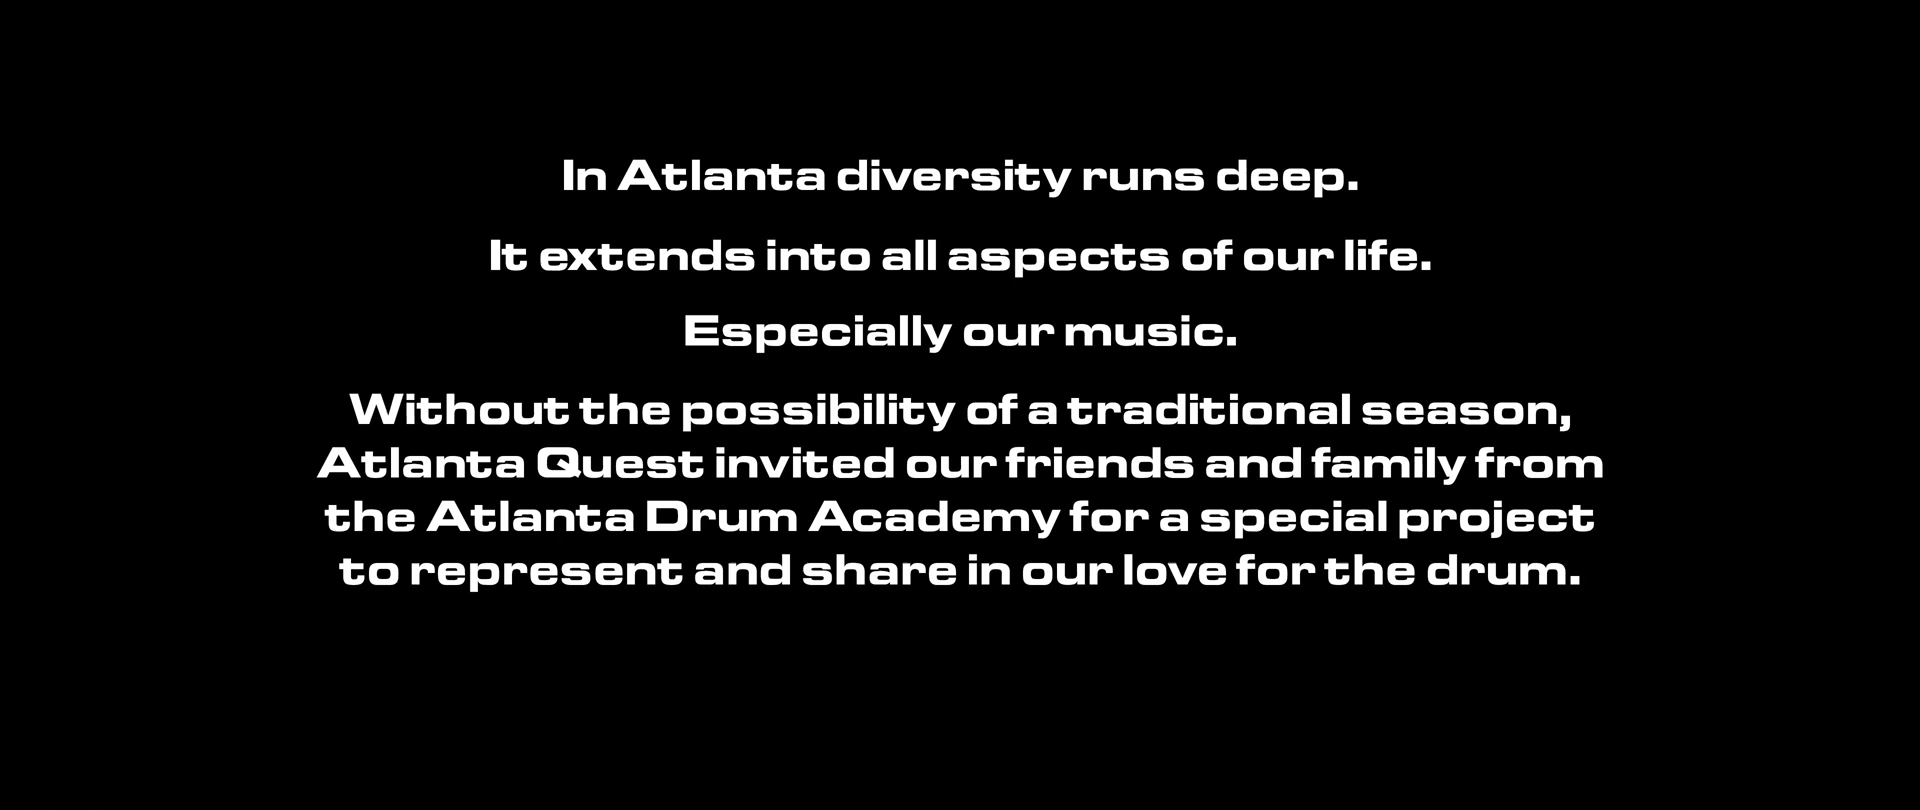 In Atlanta diversity runs deep.
It extends into all aspects of our life.
Especially our music.
Without the possibility of a traditional season,
Atlanta Quest invited our friends and family from
the Atlanta Drum Academy for a special project
to represent and share in our love for the drum.